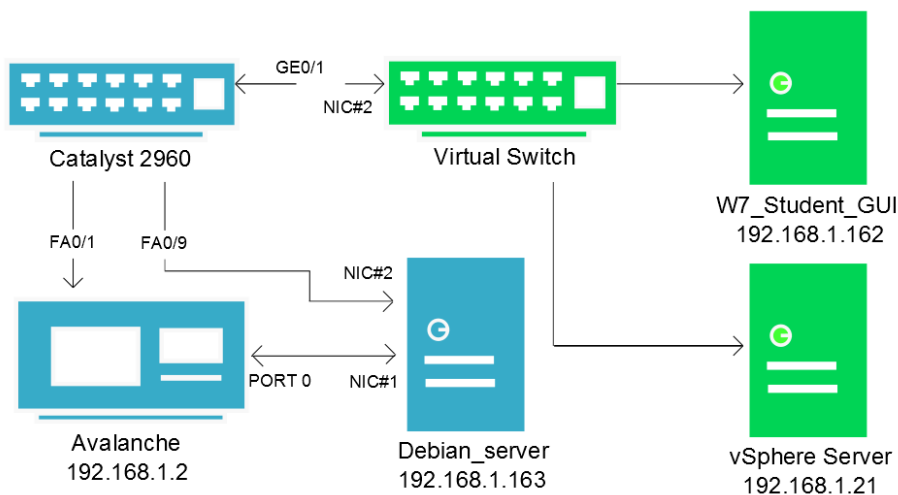 GE0/1
NIC#2
Catalyst 2960
Virtual Switch
W7_Student_GUI
192.168.1.162
FA0/1
FA0/9
NIC#2
PORT 0
NIC#1
Avalanche
192.168.1.2
Debian_server
192.168.1.163
vSphere Server
192.168.1.21